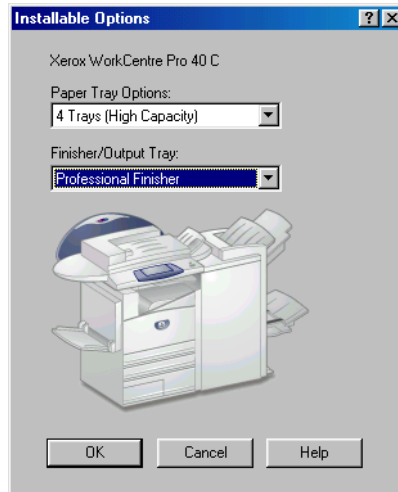 Installable Options
Xerox WorkCentre Pro 40 C
Paper Tray Options:
4 Trays (High Capacity)
Finisher/Output Tray:
Professional Finisher
OK
Cancel
Help